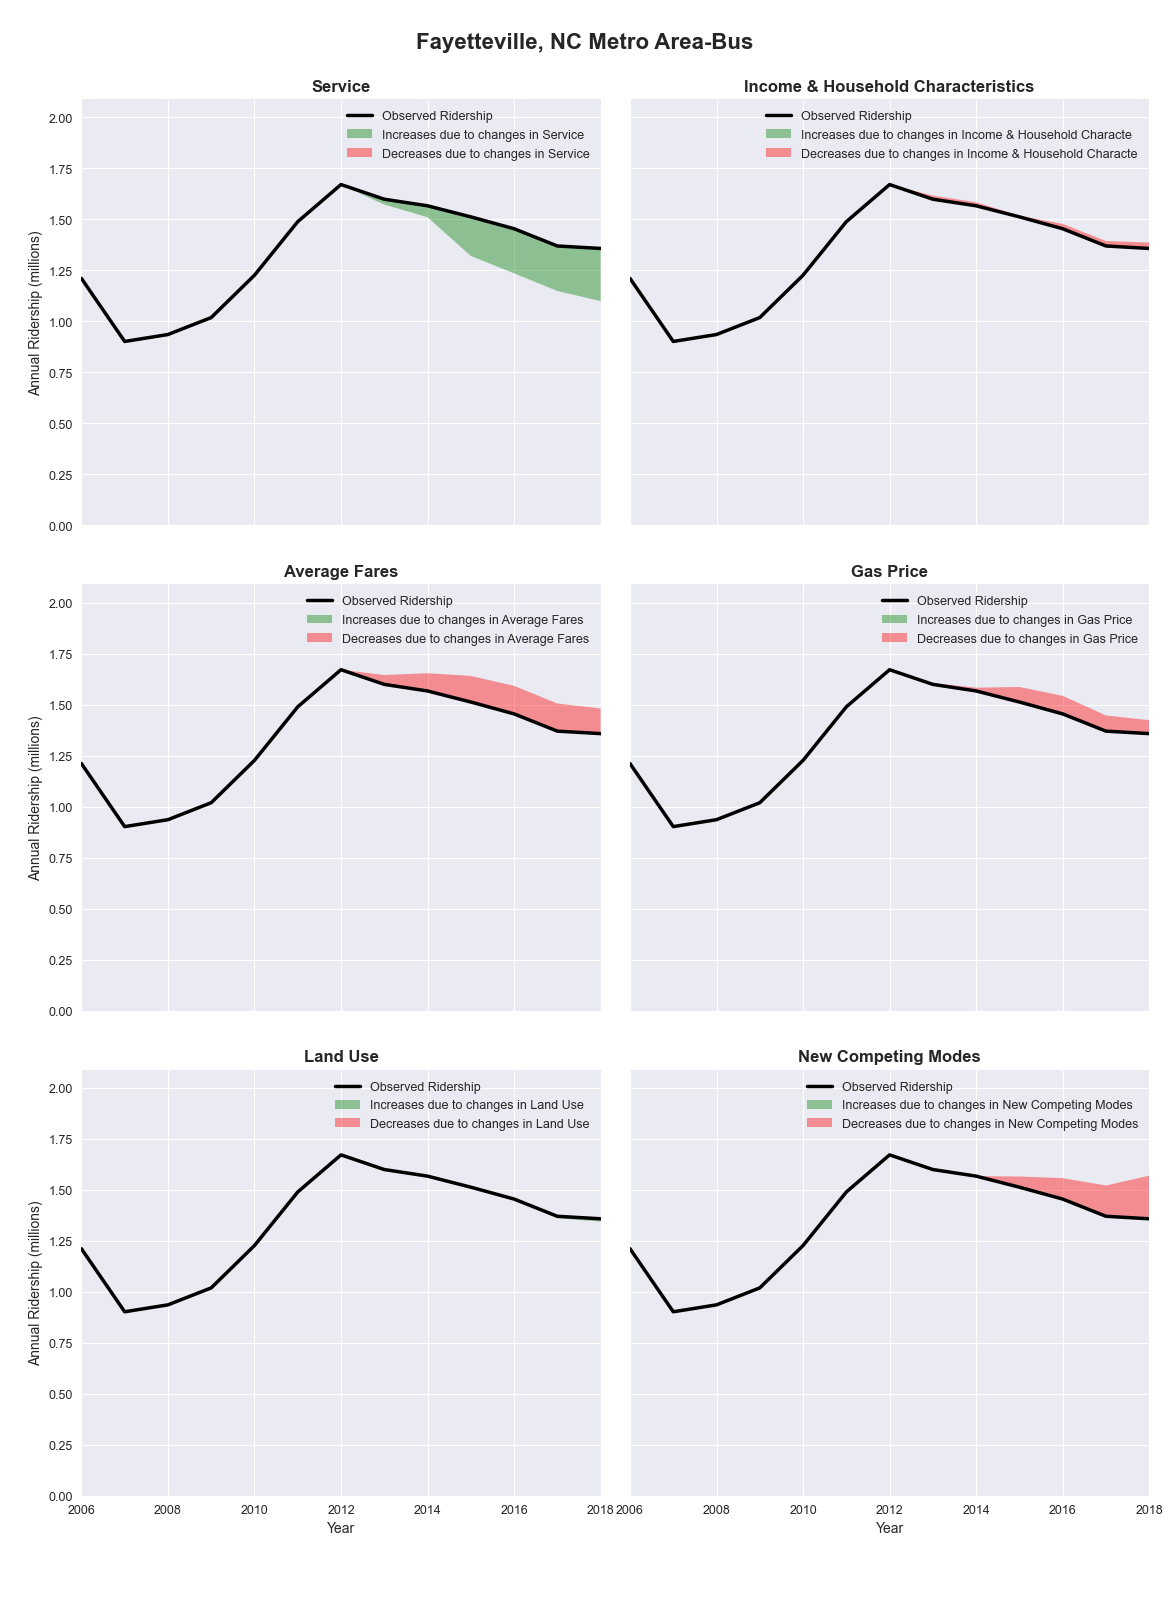 Fayetteville, NC Metro Area-Bus
Service
Observed Ridership
Increases due to changes in Service
Decreases due to changes in Service
2.00
1.75
1.50
1.25
1.00
0.75
0.50
0.25
0.00
Annual Ridership (millions)
Income & Household Characteristics
Observed Ridership
Increases due to changes in Income & Household Characte
Decreases due to changes in Income & Household Characte
Average Fares
Observed Ridership
Increases due to changes in Average Fares
Decreases due to changes in Average Fares
2.00
1.75
1.50
1.25
1.00
0.75
0.50
0.25
0.00
Annual Ridership (millions)
Gas Price
Observed Ridership
Increases due to changes in Gas Price
Decreases due to changes in Gas Price
Land Use
Observed Ridership
Increases due to changes in Land Use
Decreases due to changes in Land Use
2.00
1.75
1.50
1.25
1.00
0.75
0.50
0.25
0.00
Annual Ridership (millions)
2006 2008 2010 2012 2014 2016 2018
Year
New Competing Modes
Observed Ridership
Increases due to changes in New Competing Modes
Decreases due to changes in New Competing Modes
2006 2008 2010 2012 2014 2016 2018
Year